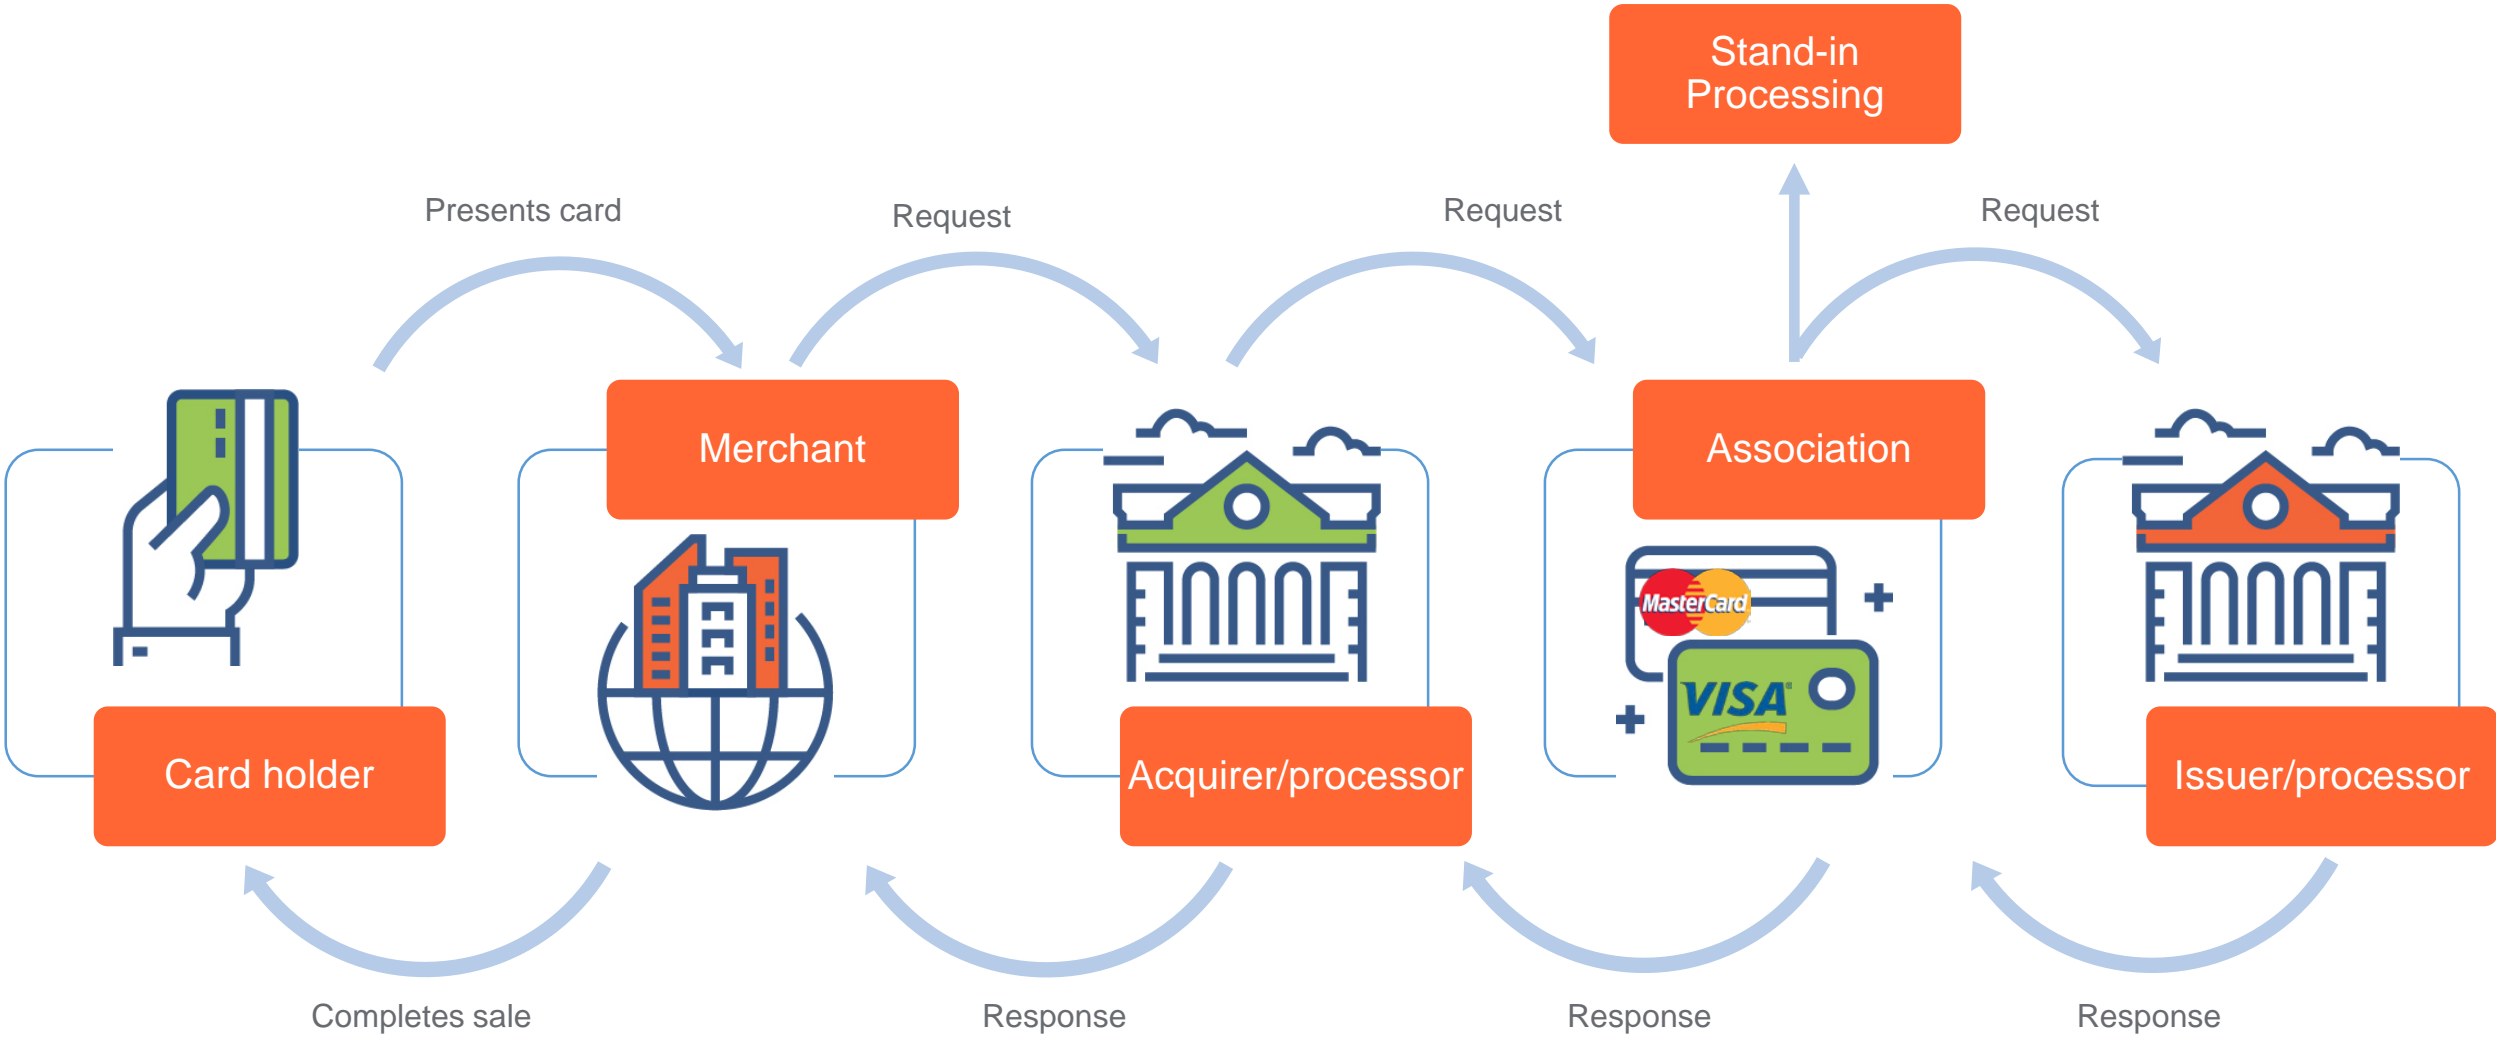 Stand-in
Processing
Presents card
Request
Request
Request
Merchant
Association
MasterCard
VISA
Card holder
Acquirer/processor
Issuer/processor
Completes sale
Response
Response
Response